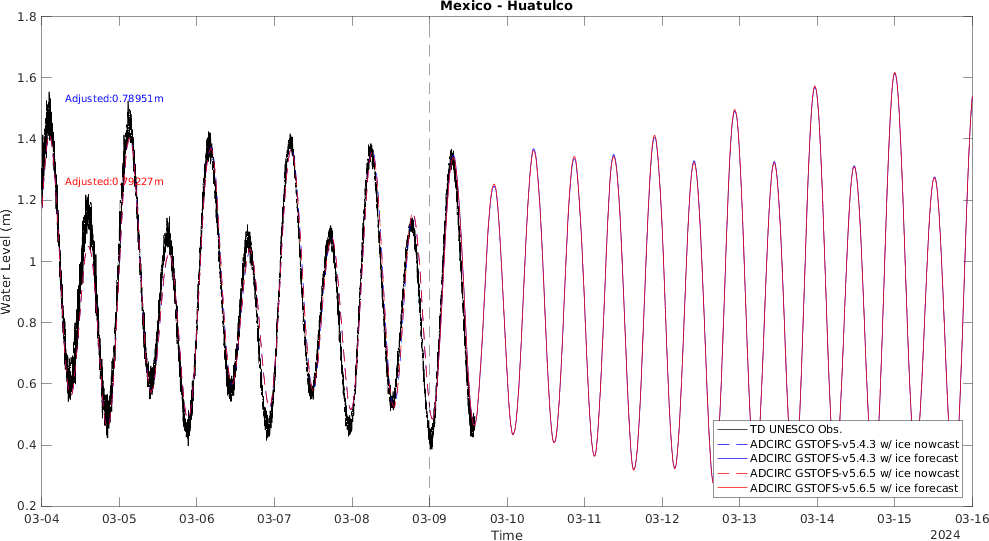 Mexico - Huatulco
1.8
1.6
1.4
1.2
1
0.8
0.6
0.4
0.2
Water Level (m)
Adjusted:0.78951m
Adjusted:0.79227m
TD UNESCO Obs.
ADCIRC GSTOFS-v5.4.3 w/ ice nowcast
ADCIRC GSTOFS-v5.4.3 w/ ice forecast
ADCIRC GSTOFS-v5.6.5 w/ ice nowcast
ADCIRC GSTOFS-v5.6.5 w/ ice forecast
03-04 03-05 03-06 03-07 03-08 03-09 03-10 03-11 03-12 03-13 03-14 03-15 03-16
Time
2024